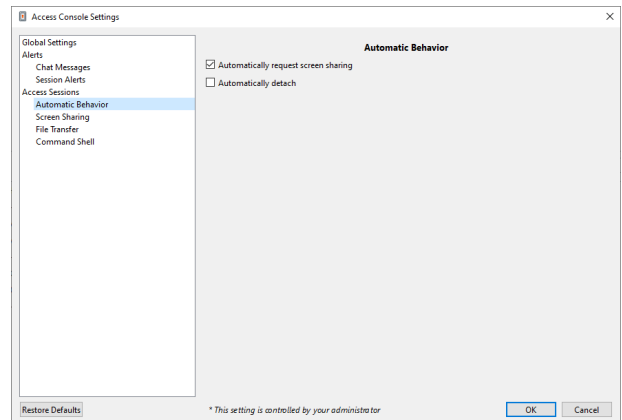 Access Console Settings
Global Settings
Alerts
Chat Messages
Session Alerts
Access Sessions
Automatic Behavior
Screen Sharing
File Transfer
Command Shell
Automatic Behavior
Automatically request screen sharing
Automatically detach
Restore Defaults
* This setting is controlled by your administrator
OK
Cancel